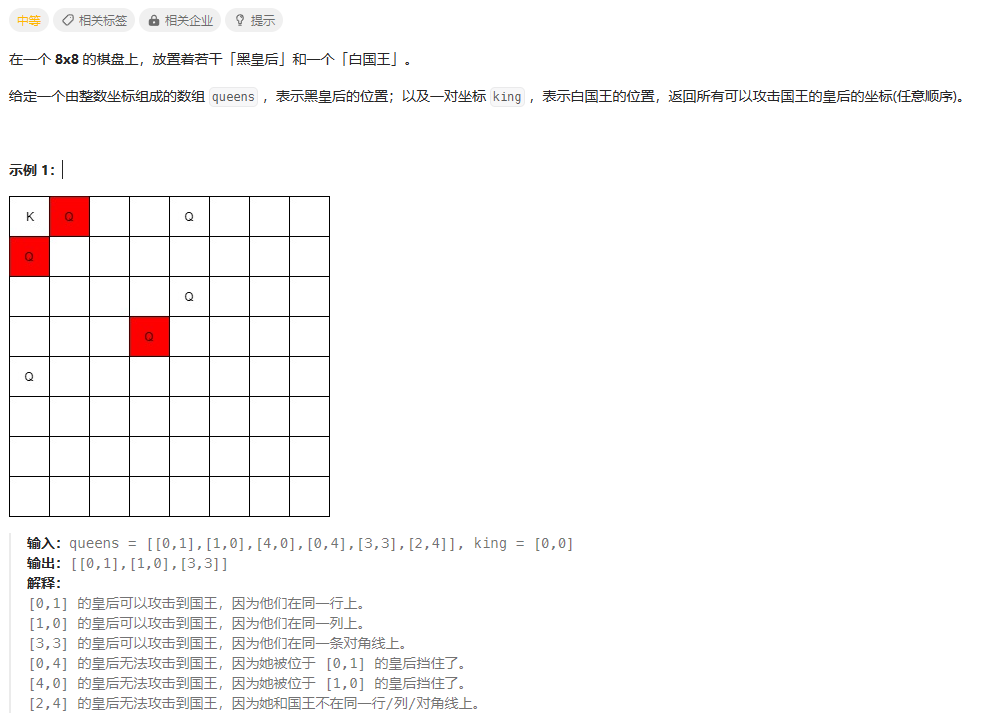 中等 相关标签 相关企业 提示
在一个 8x8 的棋盘上，放置着若干「黑皇后」和一个「白国王」。
给定一个由整数坐标组成的数组 queens ，表示黑皇后的位置；以及一对坐标 king ，表示白国王的位置，返回所有可以攻击国王的皇后的坐标(任意顺序)。
示例 1：
K Q Q
Q
Q
Q
Q
输入：queens = [[0,1],[1,0],[4,0],[0,4],[3,3],[2,4]], king = [0,0]
输出：[[0,1],[1,0],[3,3]]
解释：
[0,1] 的皇后可以攻击到国王，因为他们在同一行上。
[1,0] 的皇后可以攻击到国王，因为他们在同一列上。
[3,3] 的皇后可以攻击到国王，因为他们在同一条对角线上。
[0,4] 的皇后无法攻击到国王，因为她被位于 [0,1] 的皇后挡住了。
[4,0] 的皇后无法攻击到国王，因为她被位于 [1,0] 的皇后挡住了。
[2,4] 的皇后无法攻击到国王，因为她和国王不在同一行/列/对角线上。